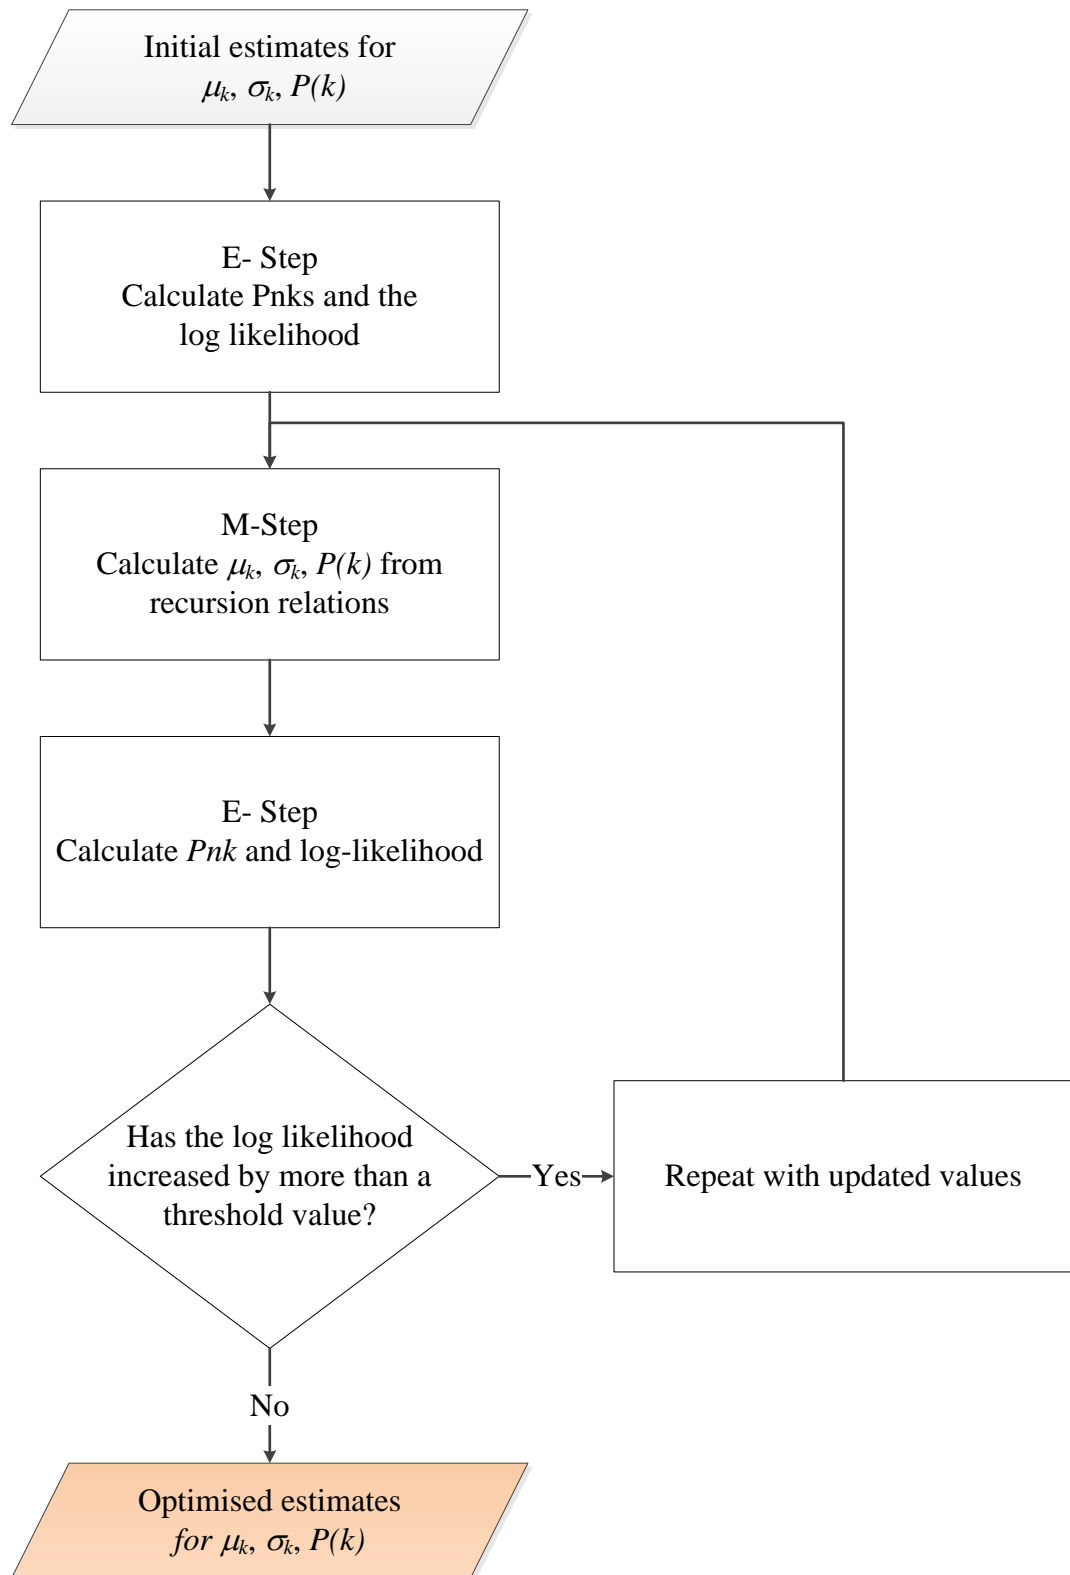 Initial estimates for
μk, σk, P(k)
E- Step
Calculate Pnks and the
log likelihood
M-Step
Calculate μk, σk, P(k) from
recursion relations
E- Step
Calculate Pnk and log-likelihood
Has the log likelihood
increased by more than a
threshold value?
Yes
Repeat with updated values
No
Optimised estimates
for μk, σk, P(k)